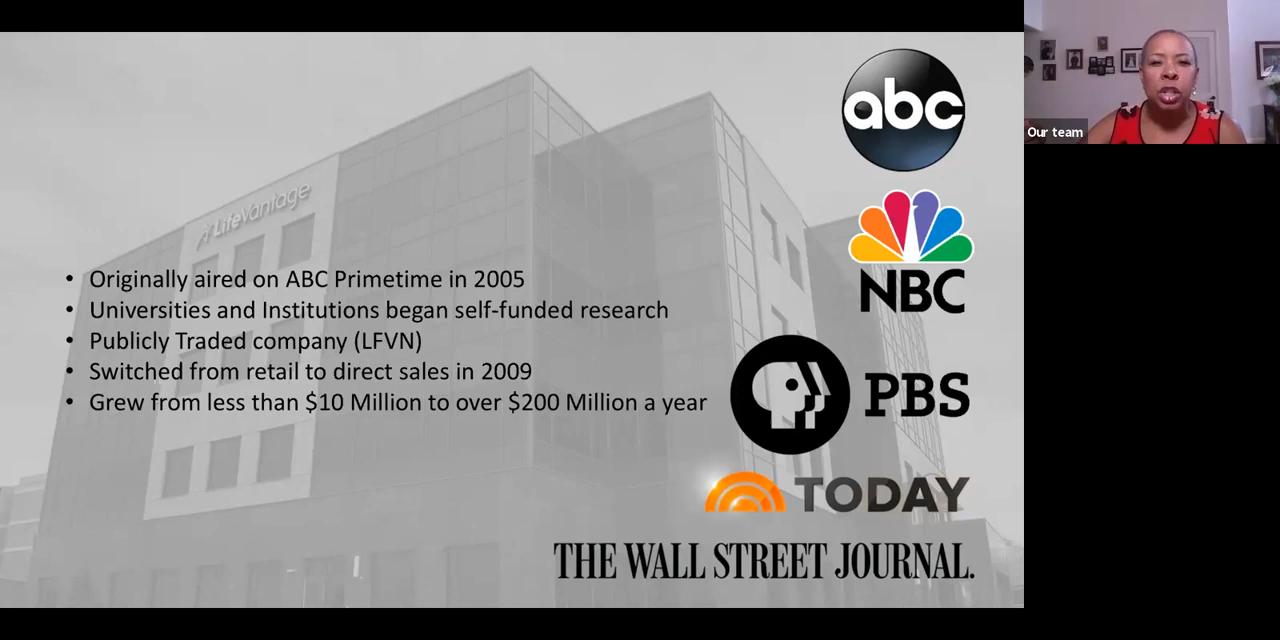 abc
LifeVantage
NBC
• Originally aired on ABC Primetime in 2005
• Universities and Institutions began self-funded research
• Publicly Traded company (LFVN)
• Switched from retail to direct sales in 2009
• Grew from less than $10 Million to over $200 Million a year
PBS
TODAY
THE WALL STREET JOURNAL.
Our team